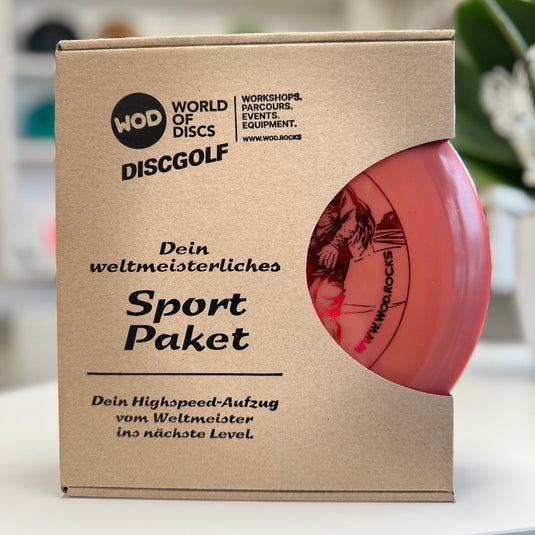 WOD
WORLD
OF
DISCS
WORKSHOPS.
PARCOURS.
EVENTS.
EQUIPMENT.
WWW.WOD.ROCKS
DISCGOLF
Dein
weltmeisterliches
Sport
Paket
Dein Highspeed-Aufzug
vom Weltmeister
ins nächste Level.
WWW.WOD.ROCKS